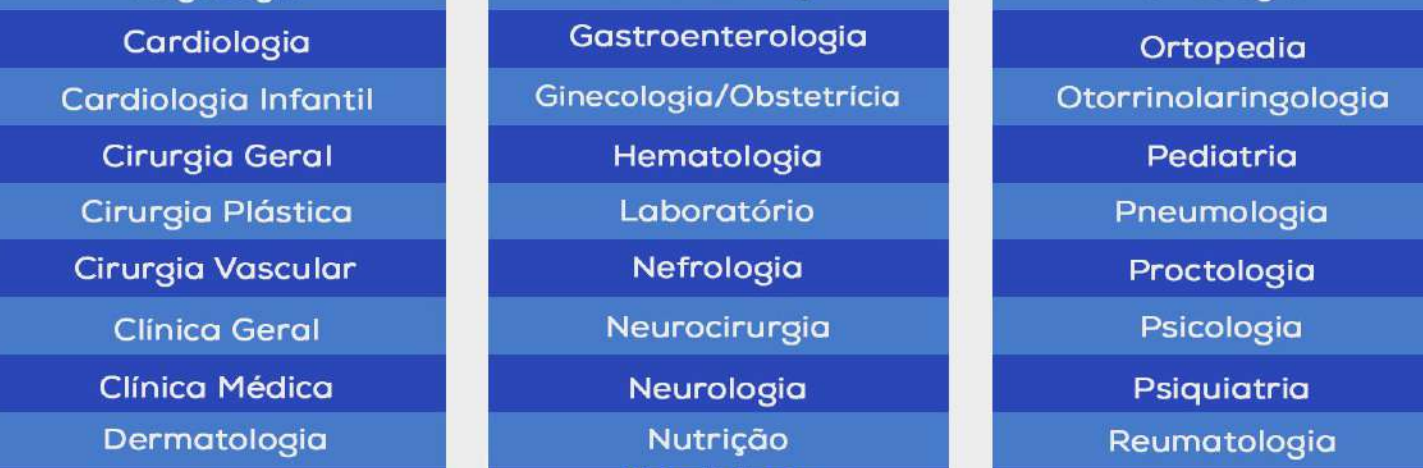 Cardiologia
Cardiologia Infantil
Cirurgia Geral
Cirurgia Plástica
Cirurgia Vascular
Clínica Geral
Clínica Médica
Dermatologia
Gastroenterologia
Ginecologia/Obstetrícia
Hematologia
Laboratório
Nefrologia
Neurocirurgia
Neurologia
Nutrição
Ortopedia
Otorrinolaringologia
Pediatria
Pneumologia
Proctologia
Psicologia
Psiquiatria
Reumatologia